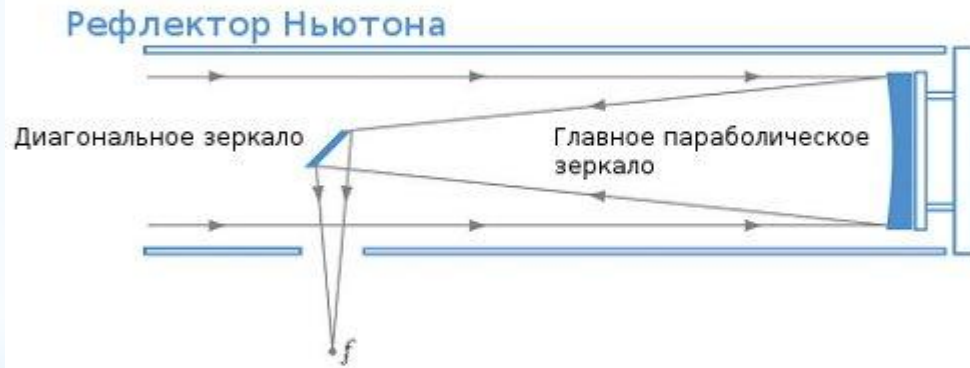 Рефлектор Ньютона
Диагональное зеркало
Главное параболическое
зеркало
f